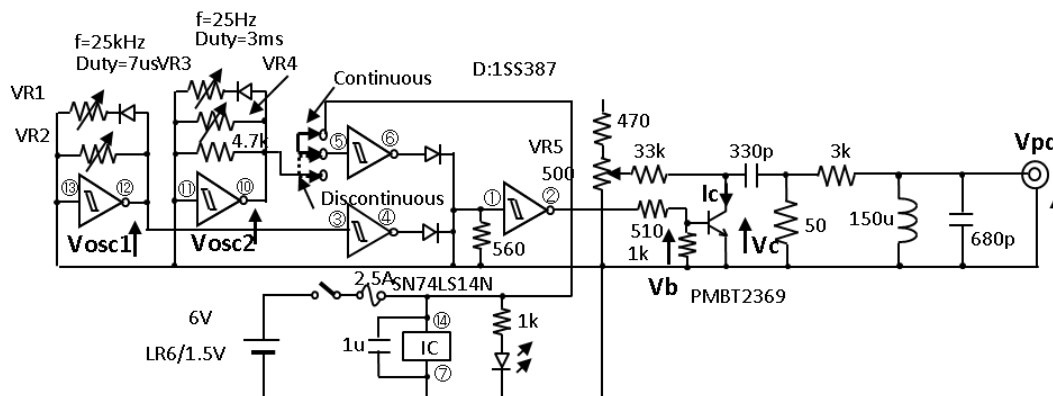 f=25kHz
Duty=7us
f=25Hz
Duty=3ms
VR1
VR2
VR3
VR4
4.7k
⑬
⑫
⑪
⑩
Vosc1
Vosc2
Continuous
Discontinuous
⑤
⑥
③
④
D:1SS387
①
②
560
VR5
500
470
33k
330p
3k
Ic
510
1k
Vb
Vc
50
150u
680p
PMBT2369
SN74LS14N
2.5A
6V
LR6/1.5V
1u
⑭
IC
⑦
1k